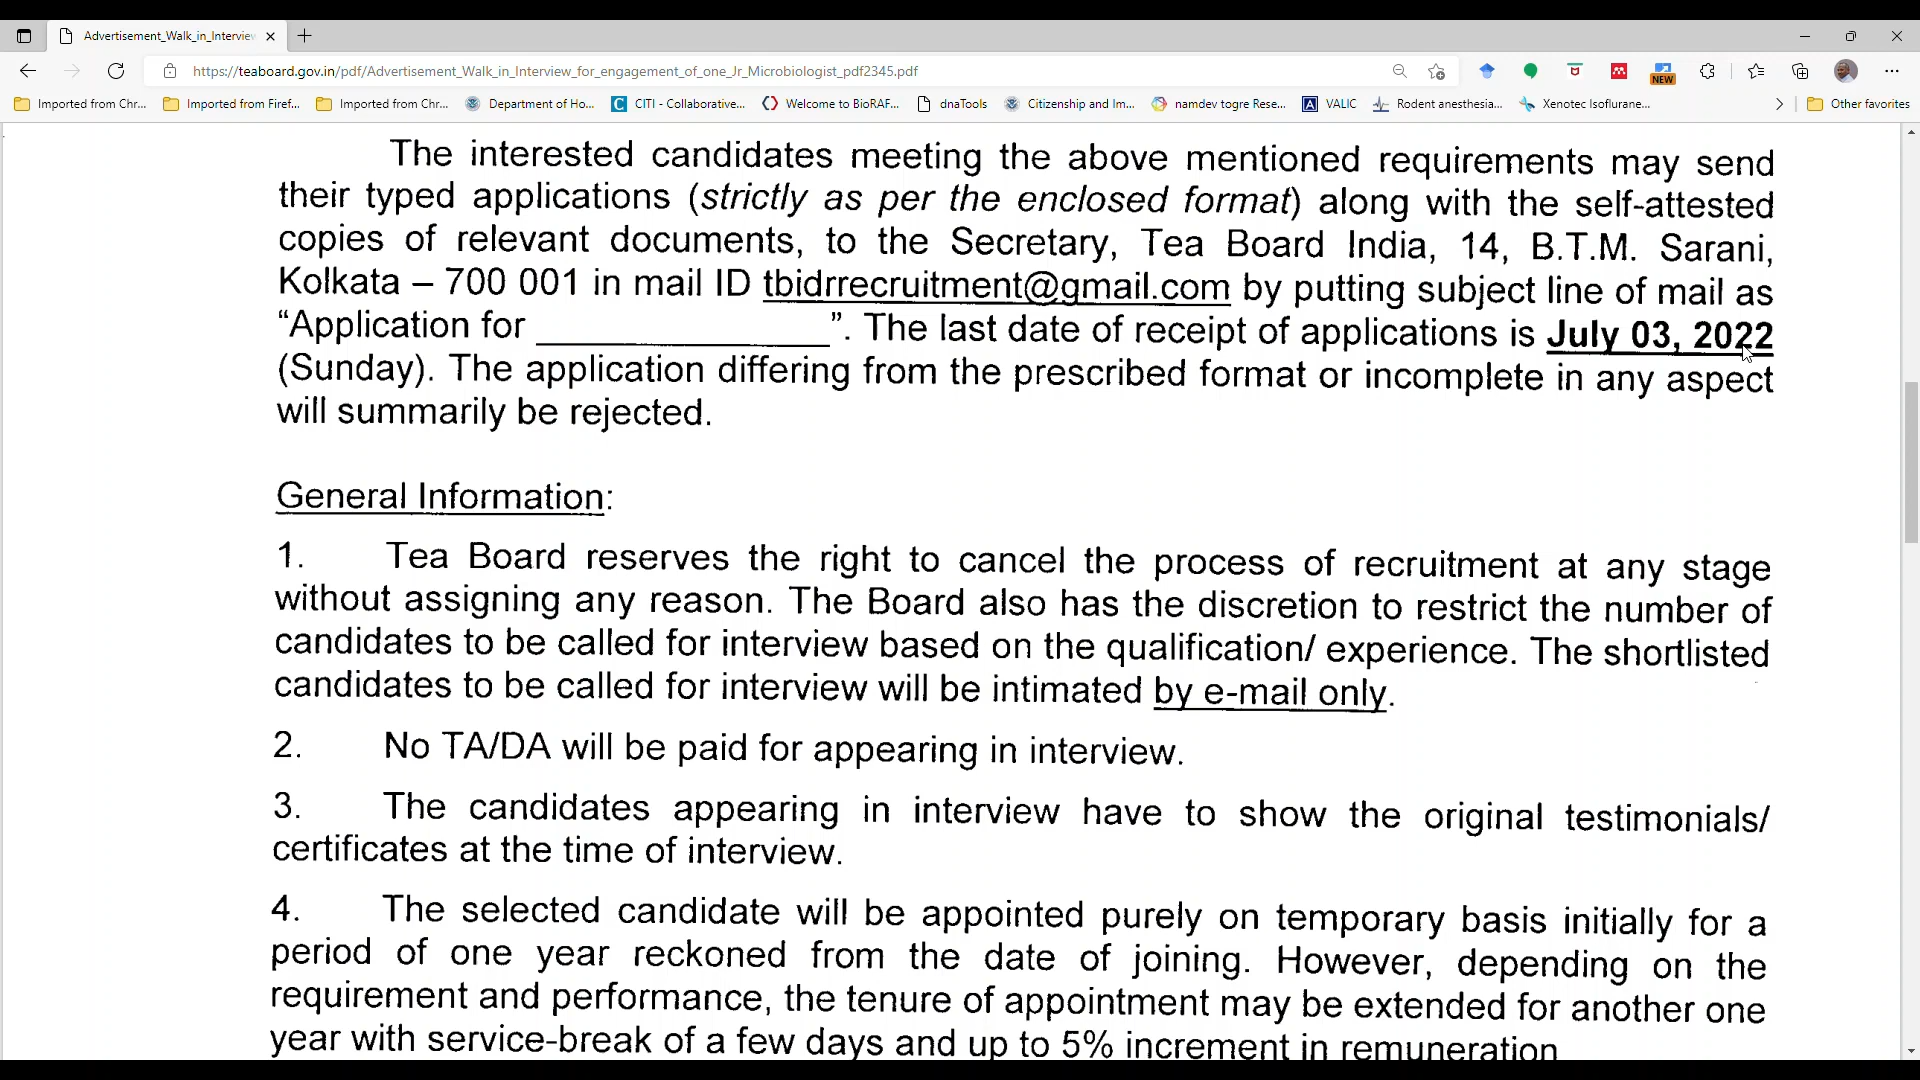 Advertisement_Walk_in_Interview
https://teaboard.gov.in/pdf/Advertisement_Walk_in_Interview_for_engagement_of_one_Jr_Microbiologist_pdf2345.pdf
NEW
Imported from Chr... Imported from Firef... Imported from Chr... Department of Ho... CITI - Collaborative... Welcome to BioRAF... dnaTools Citizenship and Im... namdev togre Rese... VALIC Rodent anesthesia... Xenotec Isoflurane... Other favorites
The interested candidates meeting the above mentioned requirements may send
their typed applications (strictly as per the enclosed format) along with the self-attested
copies of relevant documents, to the Secretary, Tea Board India, 14, B.T.M. Sarani,
Kolkata – 700 001 in mail ID tbidrrecruitment@gmail.com by putting subject line of mail as
“Application for _______________”. The last date of receipt of applications is July 03, 2022
(Sunday). The application differing from the prescribed format or incomplete in any aspect
will summarily be rejected.
General Information:
1. Tea Board reserves the right to cancel the process of recruitment at any stage
without assigning any reason. The Board also has the discretion to restrict the number of
candidates to be called for interview based on the qualification/ experience. The shortlisted
candidates to be called for interview will be intimated by e-mail only.
2. No TA/DA will be paid for appearing in interview.
3. The candidates appearing in interview have to show the original testimonials/
certificates at the time of interview.
4. The selected candidate will be appointed purely on temporary basis initially for a
period of one year reckoned from the date of joining. However, depending on the
requirement and performance, the tenure of appointment may be extended for another one
year with service-break of a few days and up to 5% increment in remuneration